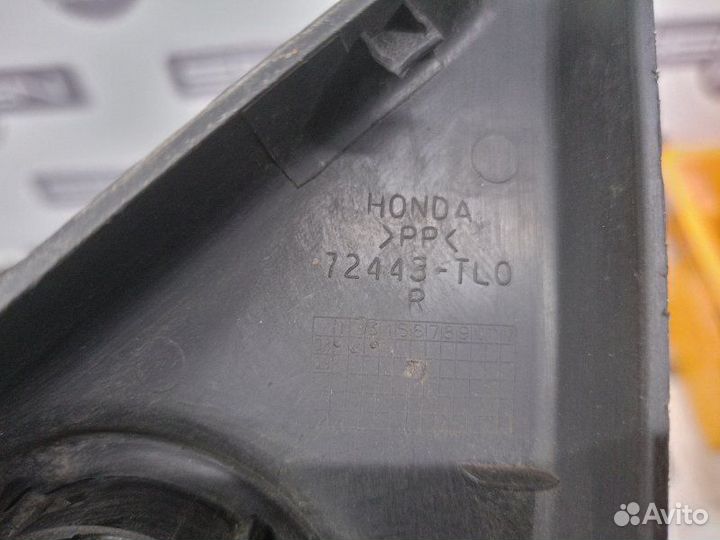 HONDA
>PP<
72443-TL0
R
Avito